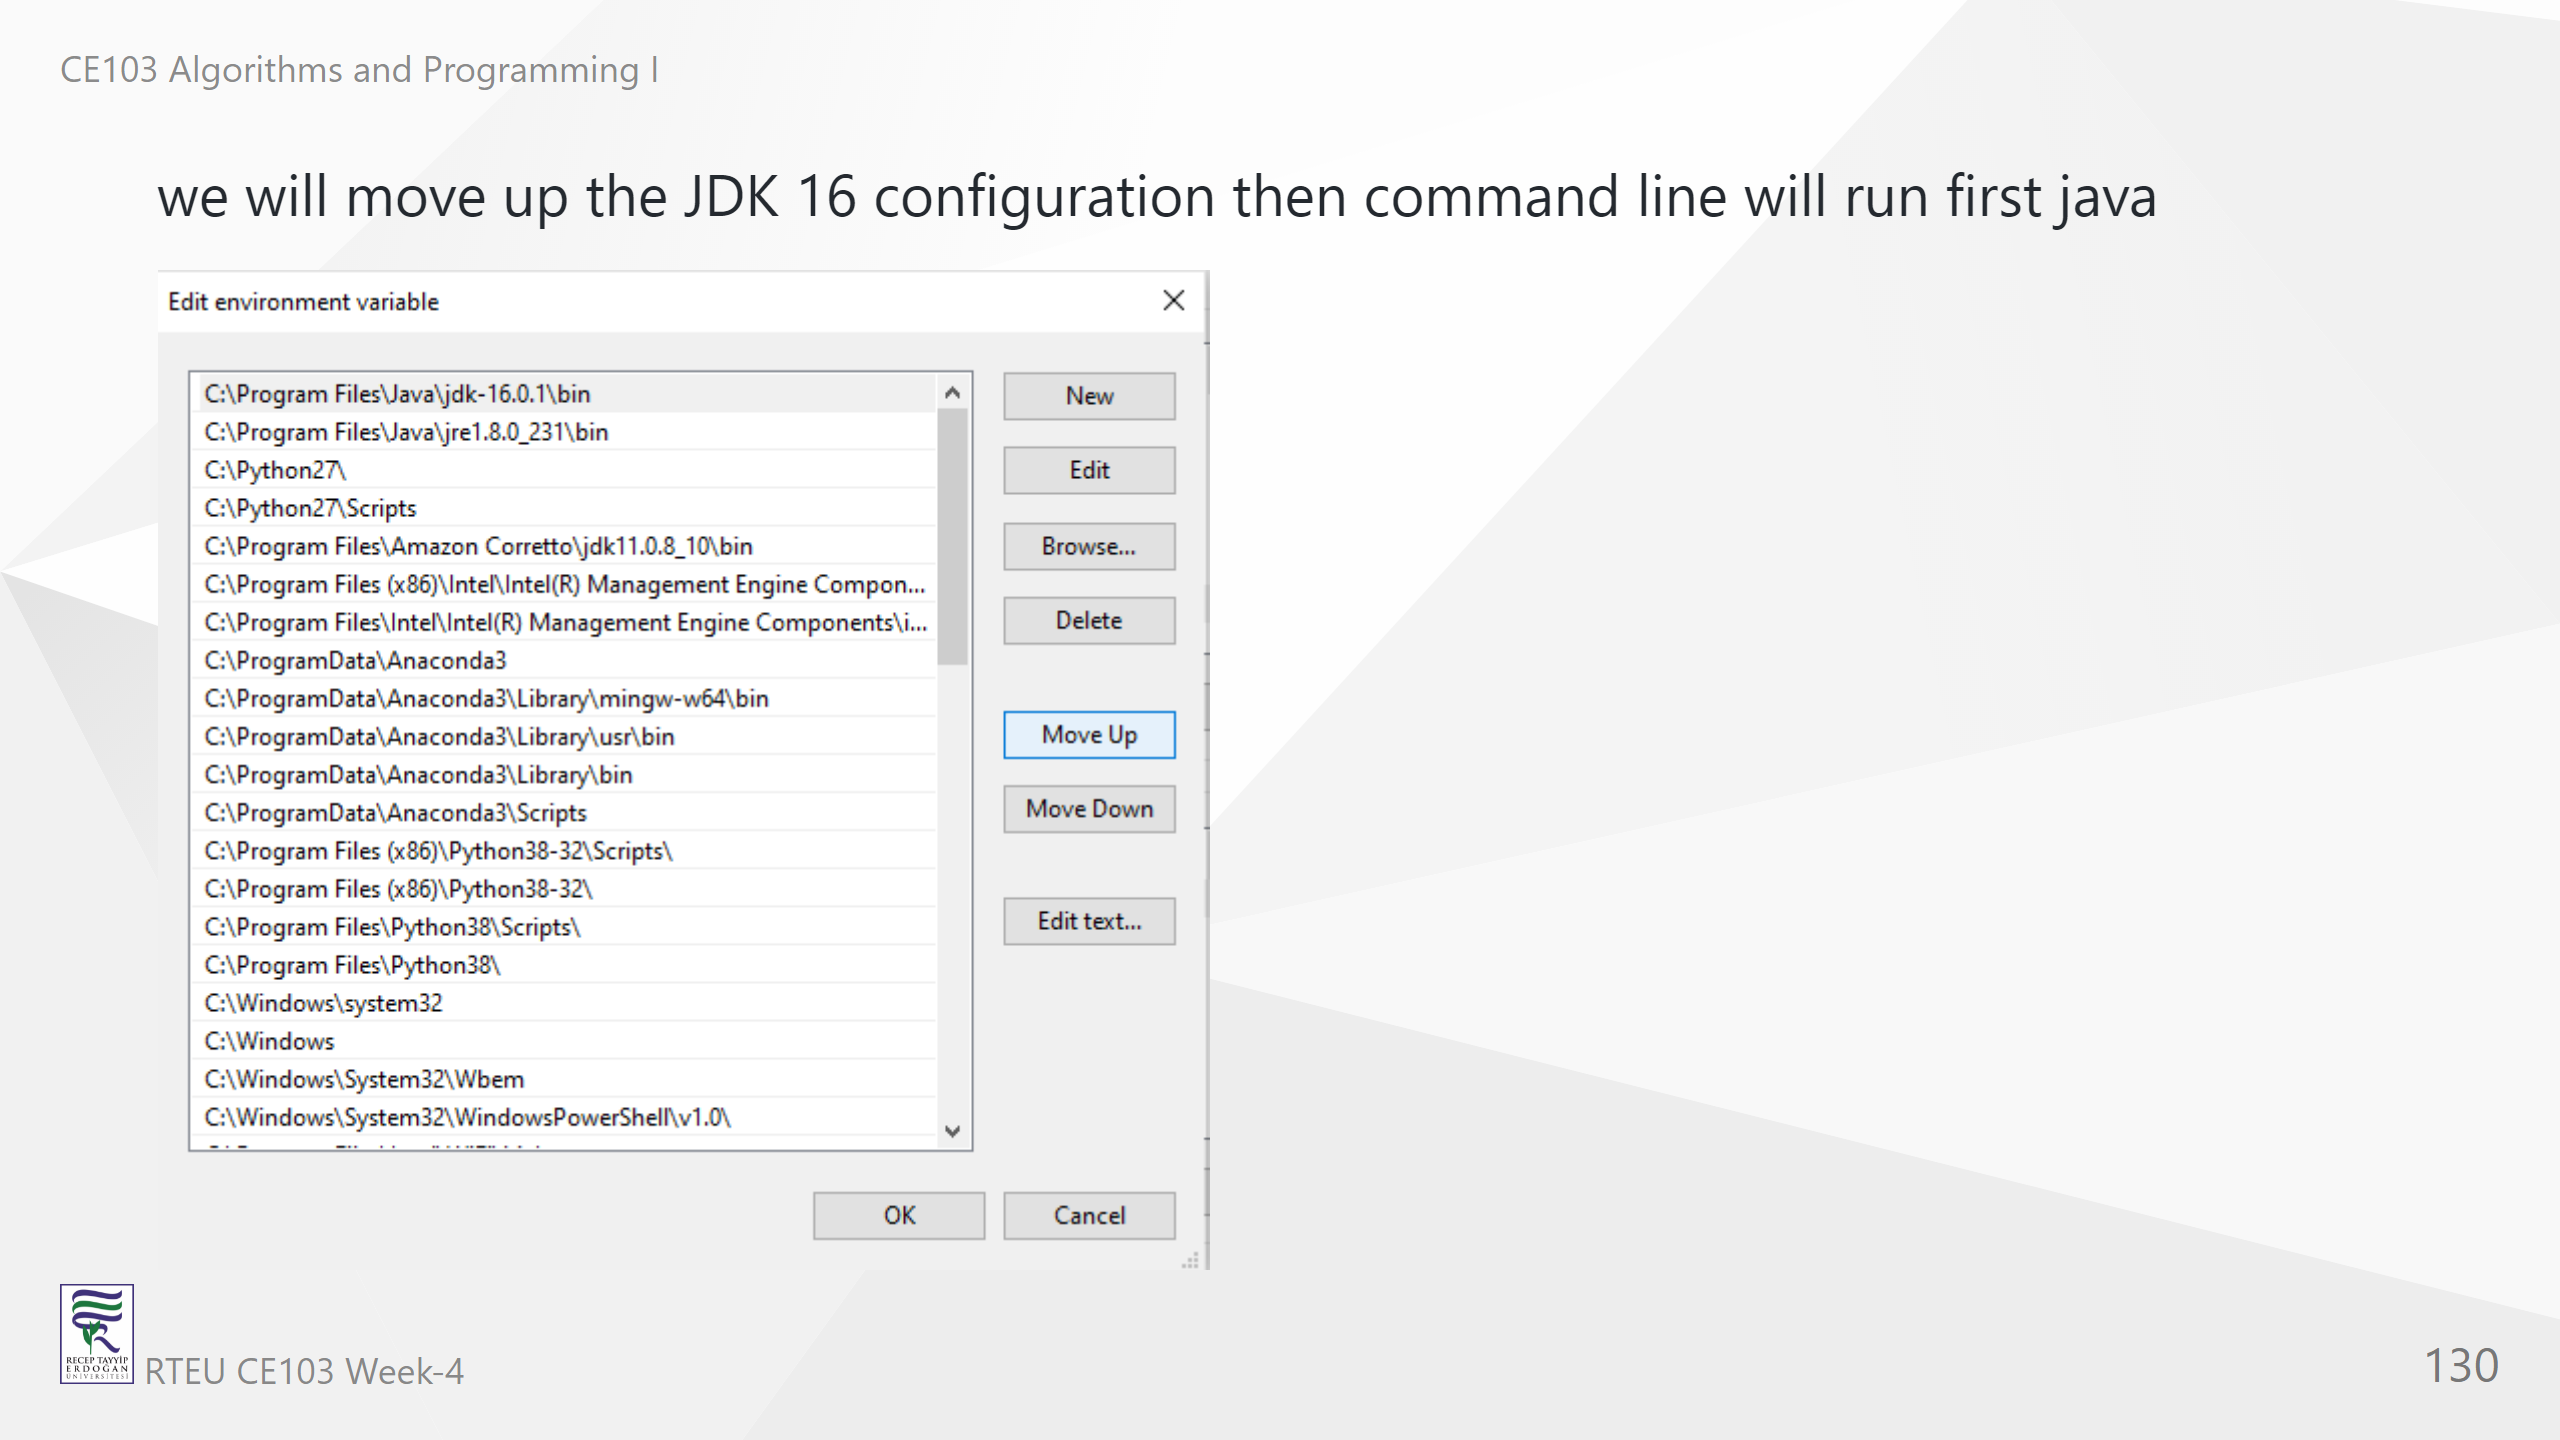 CE103 Algorithms and Programming I
we will move up the JDK 16 configuration then command line will run first java
Edit environment variable
C:\Program Files\Java\jdk-16.0.1\bin
C:\Program Files\Java\jre1.8.0_231\bin
C:\Python27\
C:\Python27\Scripts
C:\Program Files\Amazon Corretto\jdk11.0.8_10\bin
C:\Program Files (x86)\Intel\Intel(R) Management Engine Compon...
C:\Program Files\Intel\Intel(R) Management Engine Components\i...
C:\ProgramData\Anaconda3
C:\ProgramData\Anaconda3\Library\mingw-w64\bin
C:\ProgramData\Anaconda3\Library\usr\bin
C:\ProgramData\Anaconda3\Library\bin
C:\ProgramData\Anaconda3\Scripts
C:\Program Files (x86)\Python38-32\Scripts\
C:\Program Files (x86)\Python38-32\
C:\Program Files\Python38\Scripts\
C:\Program Files\Python38\
C:\Windows\system32
C:\Windows
C:\Windows\System32\Wbem
C:\Windows\System32\WindowsPowerShell\v1.0\
New
Edit
Browse...
Delete
Move Up
Move Down
Edit text...
OK
Cancel
RECEP TAYYİP
ERDOĞAN
ÜNİVERSİTESİ
RTEU CE103 Week-4
130